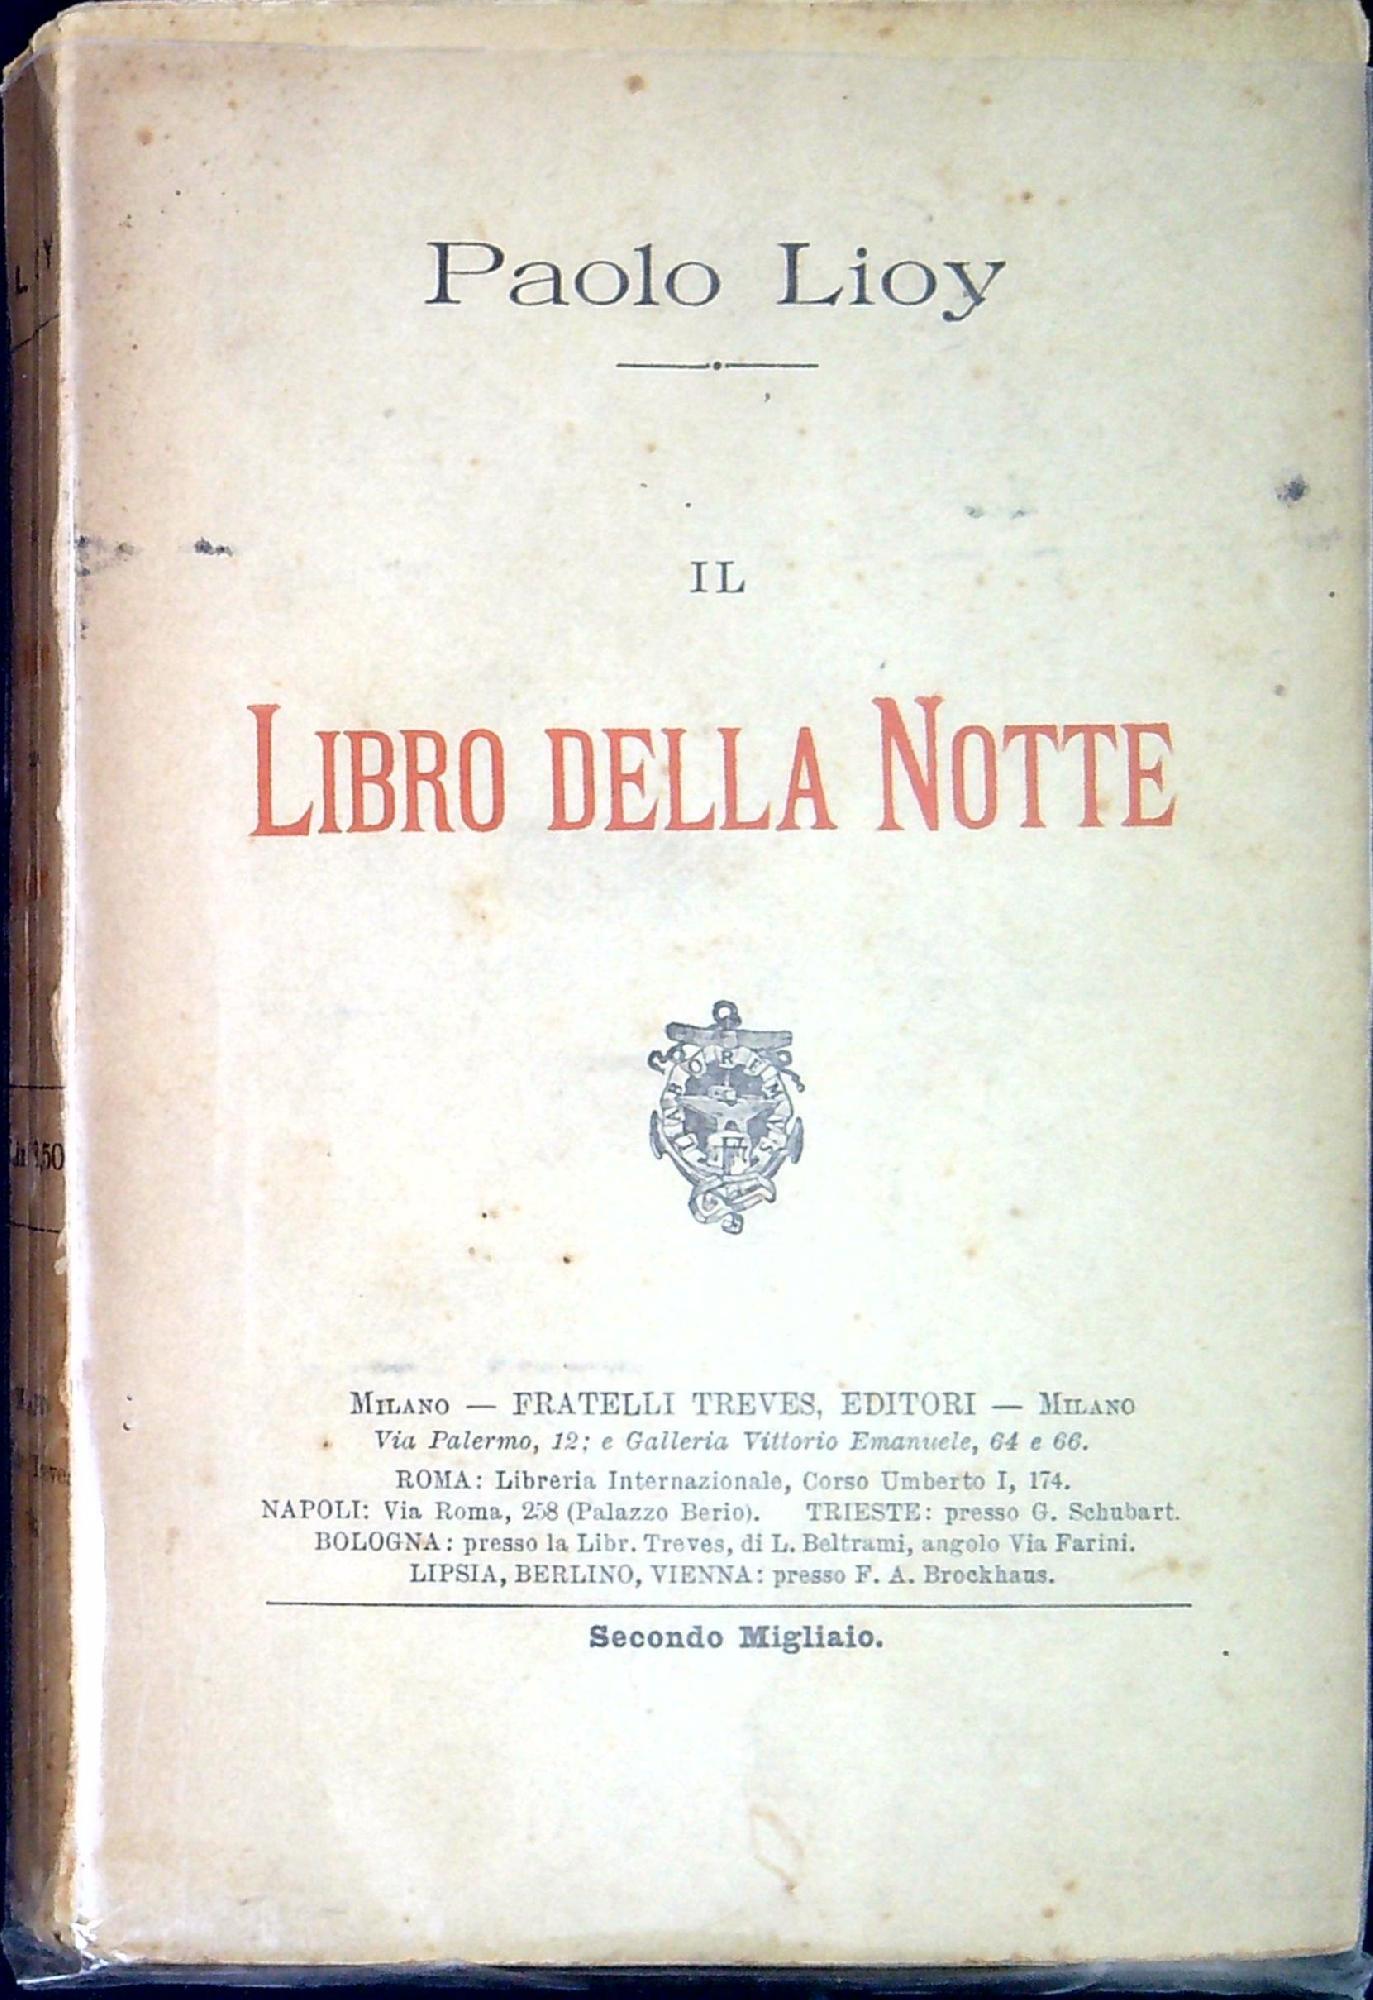 Paolo Lioy
IL
LIBRO DELLA NOTTE
LABOREMUS
MILANO — FRATELLI TREVES, EDITORI — MILANO
Via Palermo, 12; e Galleria Vittorio Emanuele, 64 e 66.
ROMA: Libreria Internazionale, Corso Umberto I, 174.
NAPOLI: Via Roma, 258 (Palazzo Berio). TRIESTE: presso G. Schubart.
BOLOGNA: presso la Libr. Treves, di L. Beltrami, angolo Via Farini.
LIPSIA, BERLINO, VIENNA: presso F. A. Brockhaus.
Secondo Migliaio.